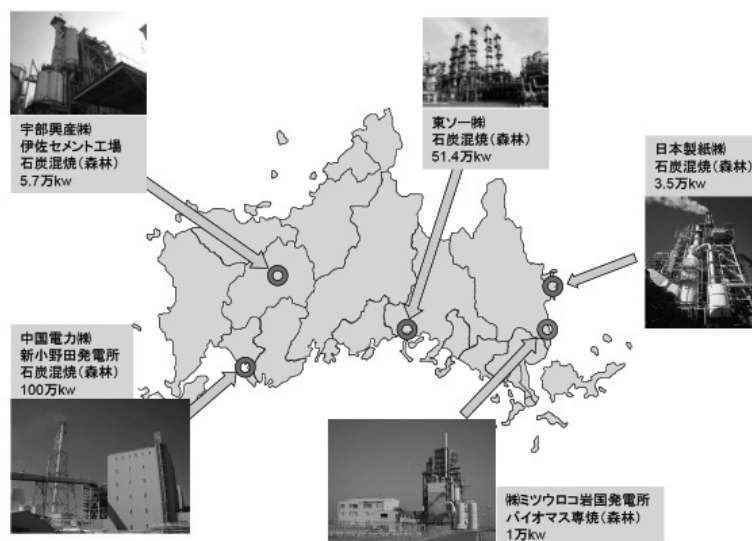 宇部興産㈱
伊佐セメント工場
石炭混焼(森林)
5.7万kw
東ソー㈱
石炭混焼(森林)
51.4万kw
日本製紙㈱
石炭混焼(森林)
3.5万kw
中国電力㈱
新小野田発電所
石炭混焼(森林)
100万kw
㈱ミツウロコ岩国発電所
バイオマス専焼(森林)
1万kw